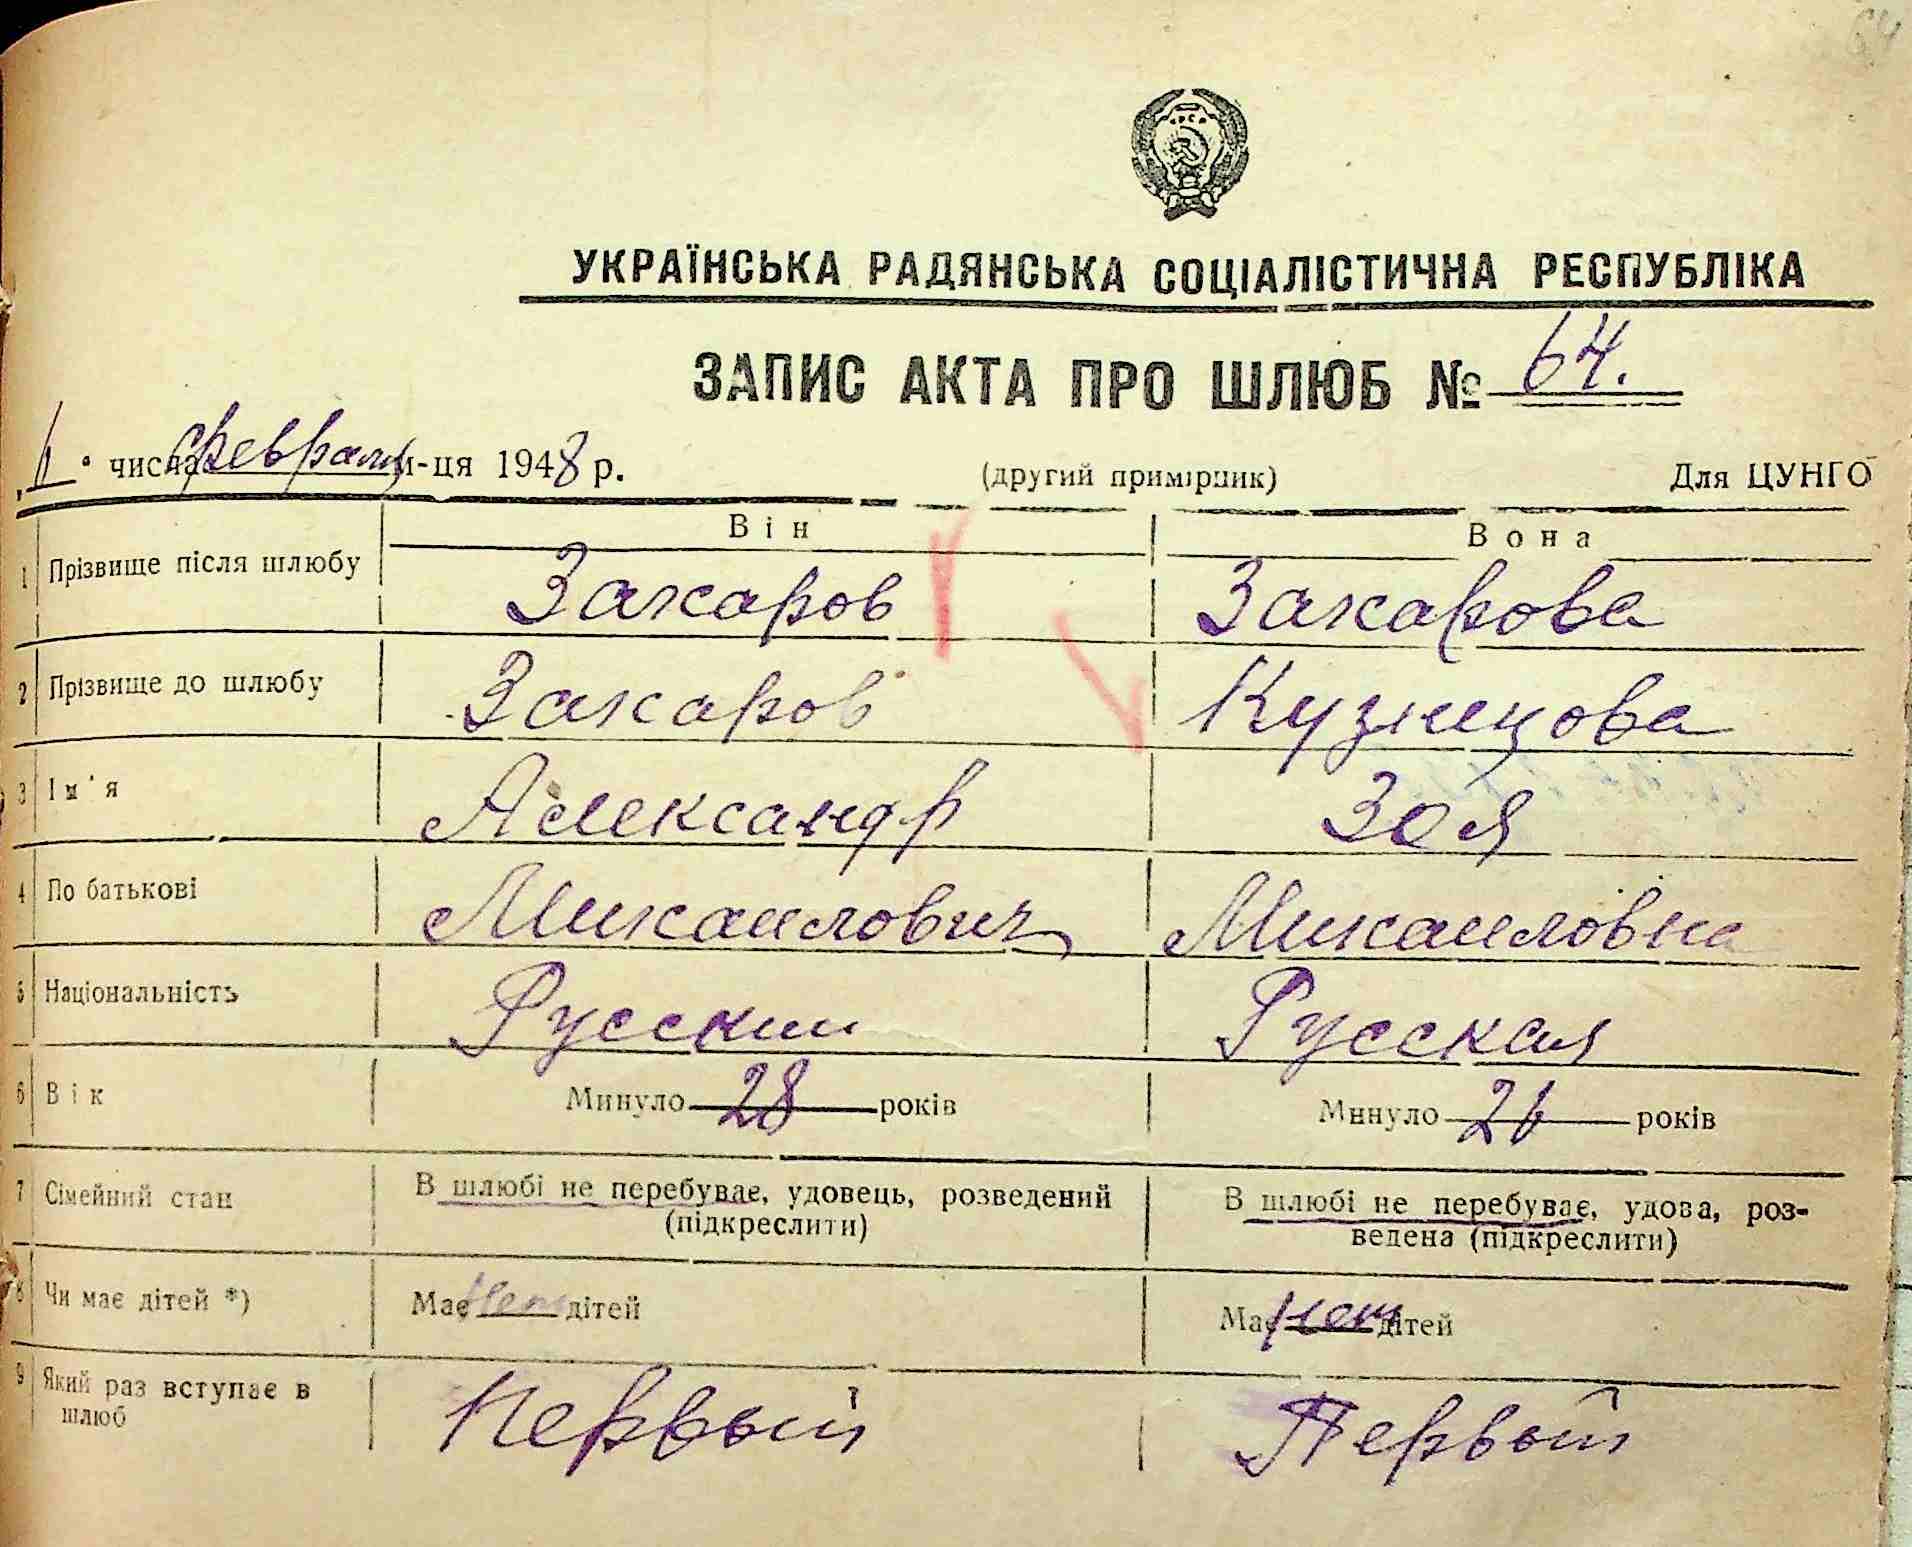 64
УКРАЇНСЬКА РАДЯНСЬКА СОЦІАЛІСТИЧНА РЕСПУБЛІКА
ЗАПИС АКТА ПРО ШЛЮБ № 64.
числа февраля м-ця 1948 р. (другий примірник) Для ЦУНГО
Він Вона
1 Прізвище після шлюбу Захаров Захарова
2 Прізвище до шлюбу Захаров Кузнецова
3 Ім'я Александр Зоя
4 По батькові Михаилович Михаиловна
5 Національність Русский Русская
6 Вік Минуло 28 років Минуло 26 років
7 Сімейний стан В шлюбі не перебуває, удовець, розведений (підкреслити) В шлюбі не перебуває, удова, роз-
ведена (підкреслити)
8 Чи має дітей *) Має нет дітей Має нет дітей
9 Який раз вступає в шлюб Первый Первый